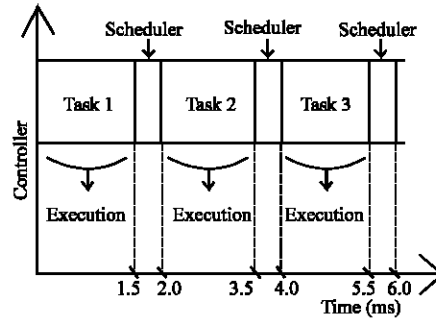 Scheduler Scheduler Scheduler
Task 1 Task 2 Task 3
Controller
Execution Execution Execution
1.5 2.0 3.5 4.0 5.5 6.0
Time (ms)